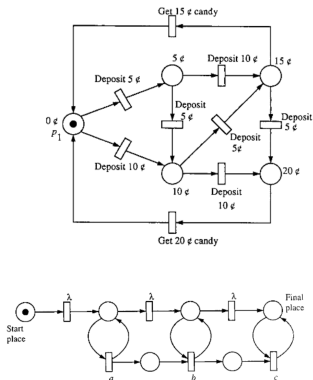 Get 15 ¢ candy
5 ¢
Deposit 10 ¢
15 ¢
Deposit 5 ¢
Deposit
5 ¢
Deposit
5 ¢
0 ¢
p1
Deposit
5¢
Deposit 10 ¢
10 ¢
Deposit
10 ¢
20 ¢
Get 20 ¢ candy
λ
λ
λ
Final
place
Start
place
a
b
c